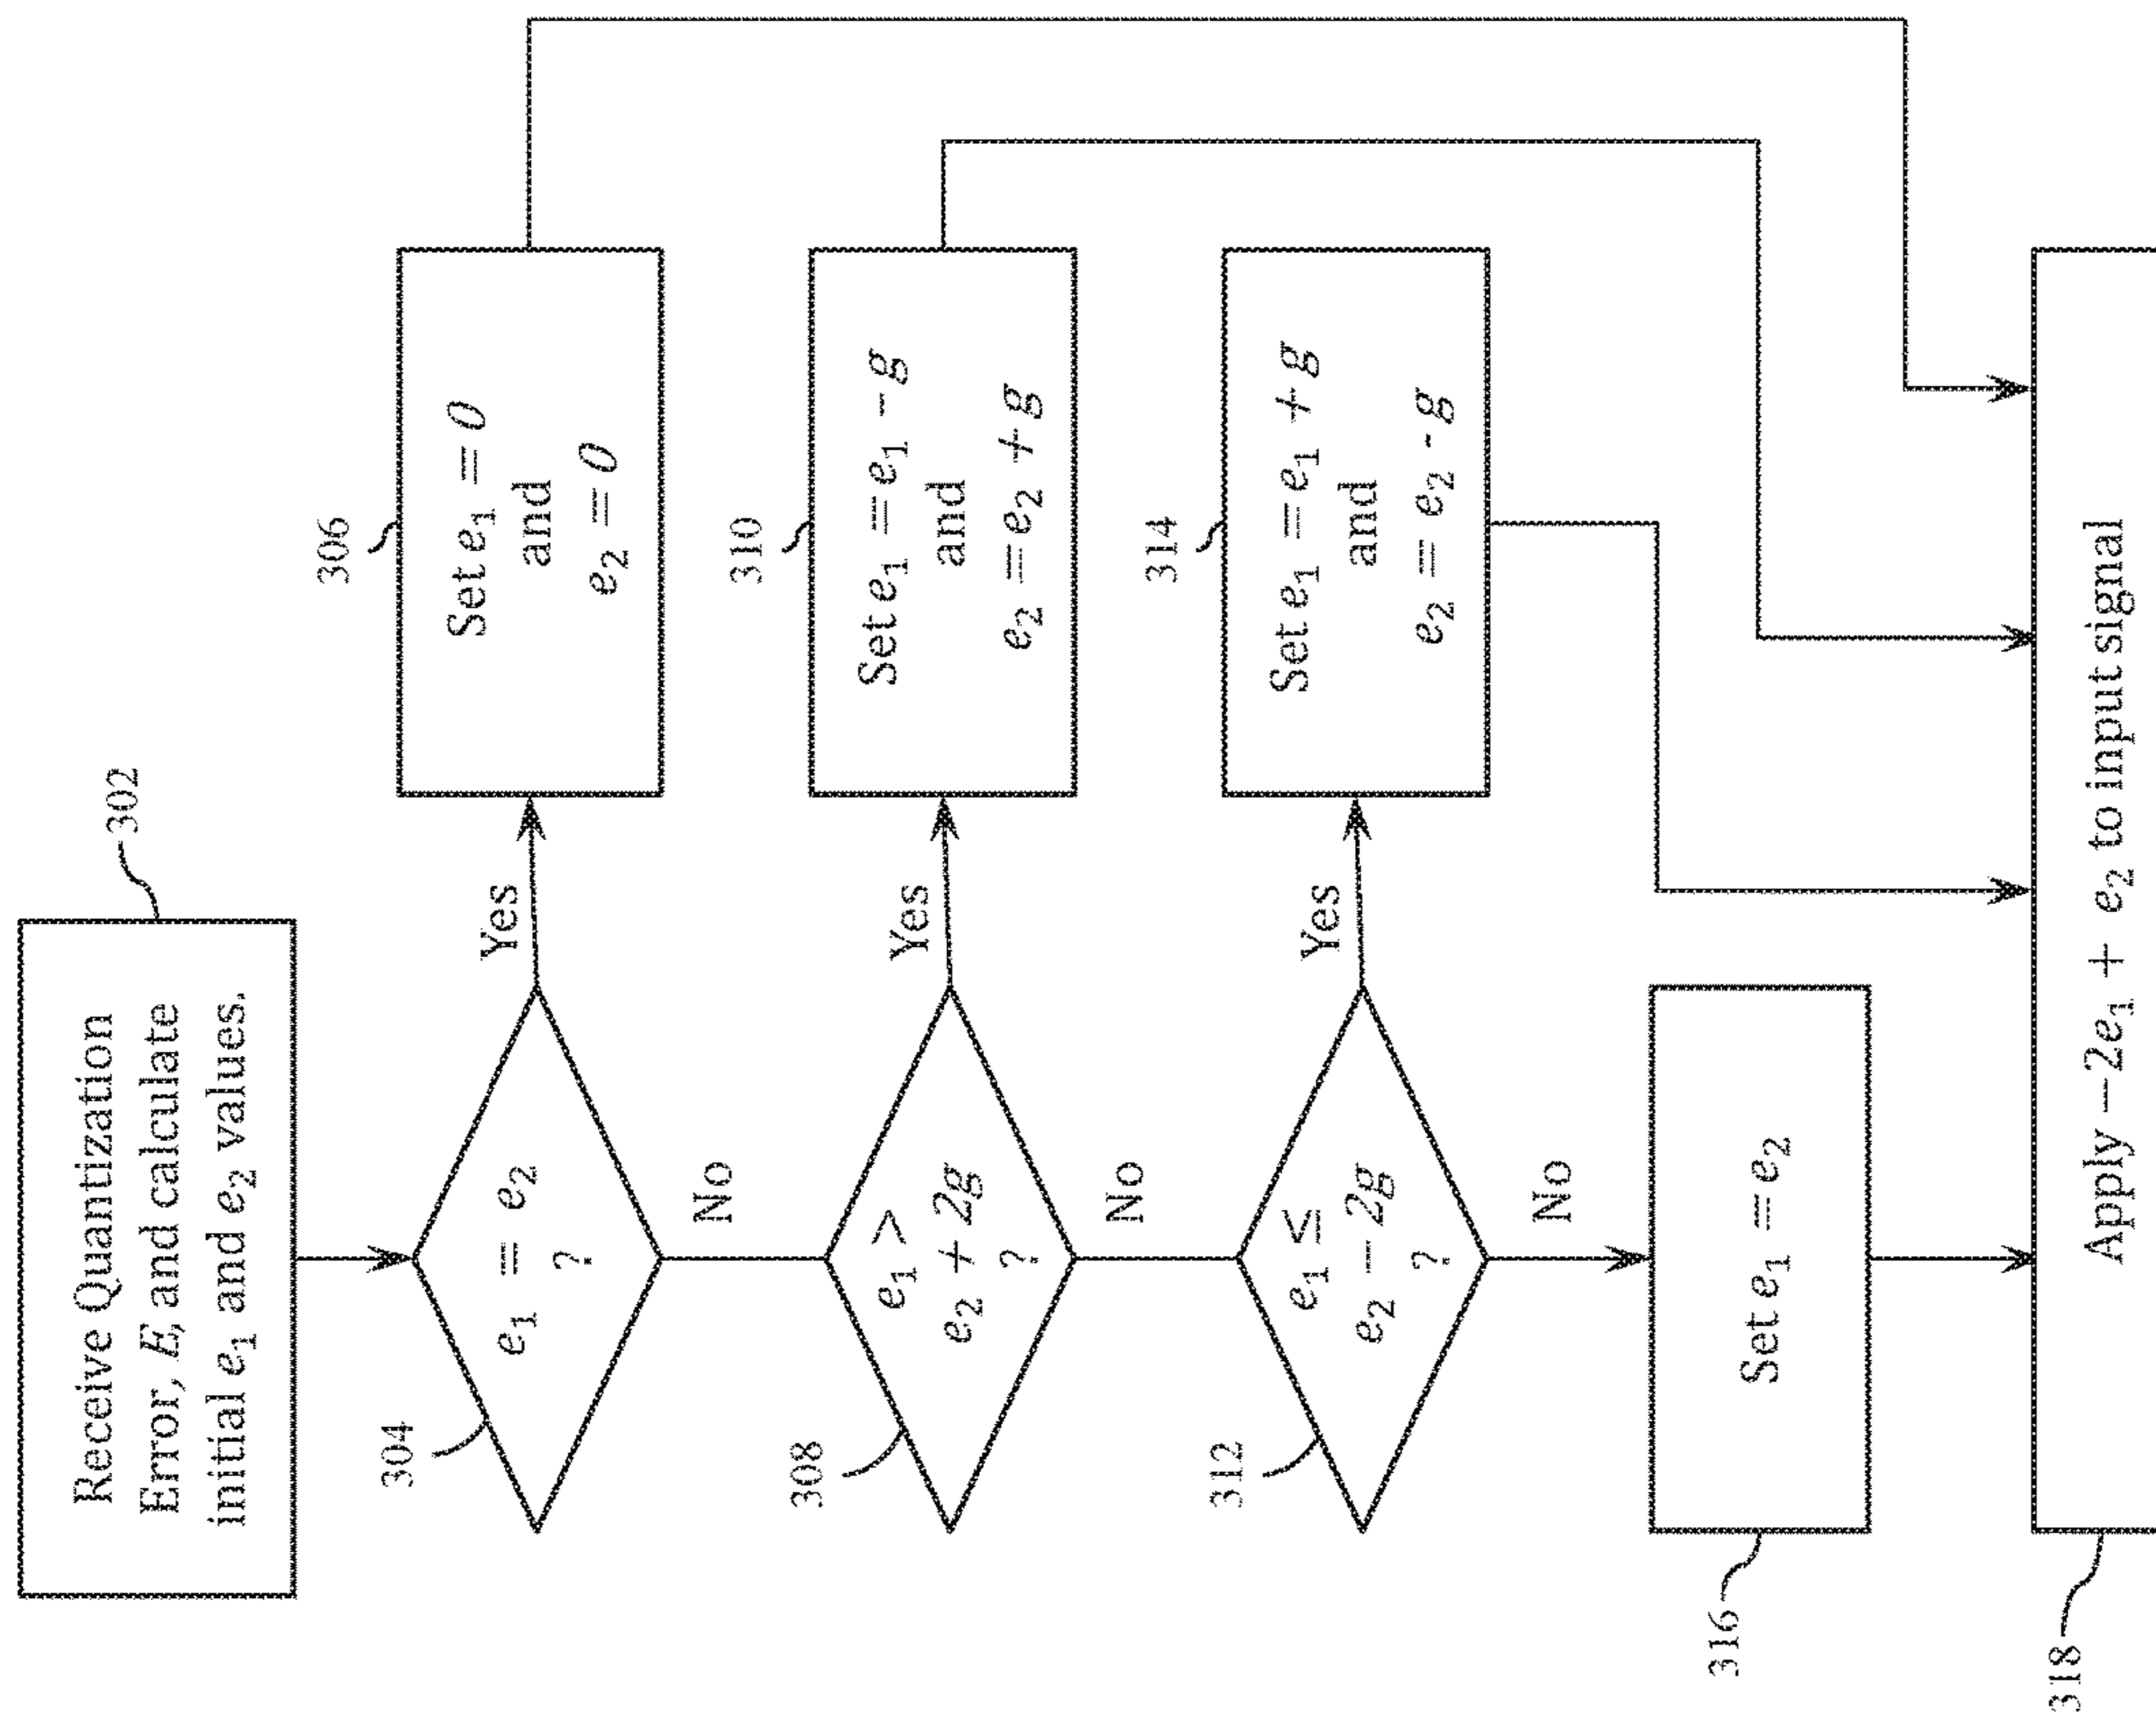 302
Receive Quantization
Error, E, and calculate
initial e₁ and e₂ values.
304
e₁ = e₂
?
Yes
306
Set e₁ = 0
and
e₂ = 0
No
308
e₁ >
e₂ + 2g
?
Yes
310
Set e₁ = e₁ - g
and
e₂ = e₂ + g
No
312
e₁ ≤
e₂ − 2g
?
Yes
314
Set e₁ = e₁ + g
and
e₂ = e₂ - g
No
316
Set e₁ = e₂
318
Apply −2e₁ + e₂ to input signal